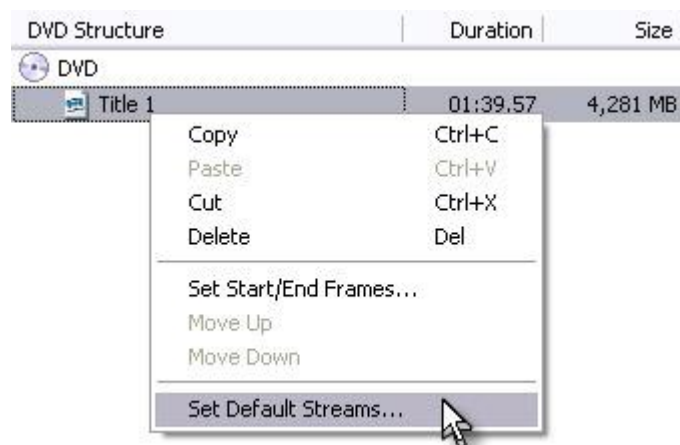 DVD Structure Duration Size
DVD
Title 1 01:39.57 4,281 MB
Copy Ctrl+C
Paste Ctrl+V
Cut Ctrl+X
Delete Del
Set Start/End Frames...
Move Up
Move Down
Set Default Streams...